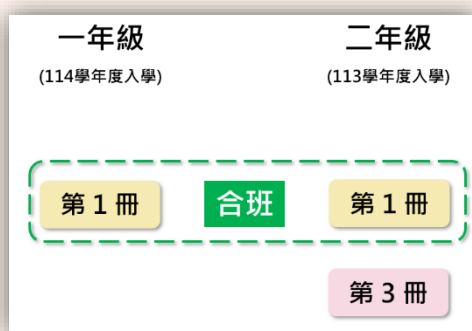 一年級 二年級
(114學年度入學) (113學年度入學)
第1冊 合班 第1冊
第3冊